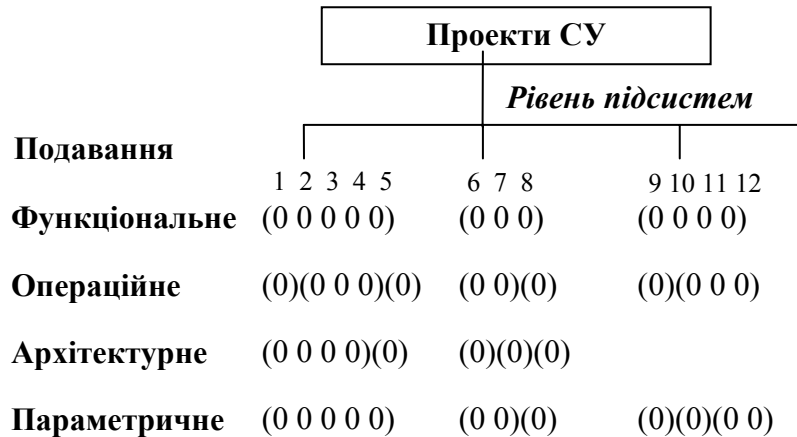 Проекти СУ
Рівень підсистем
Подавання
1 2 3 4 5 6 7 8 9 10 11 12
Функціональне (0 0 0 0 0) (0 0 0) (0 0 0 0)
Операційне (0)(0 0 0)(0) (0 0)(0) (0)(0 0 0)
Архітектурне (0 0 0 0)(0) (0)(0)(0)
Параметричне (0 0 0 0 0) (0 0)(0) (0)(0)(0 0)